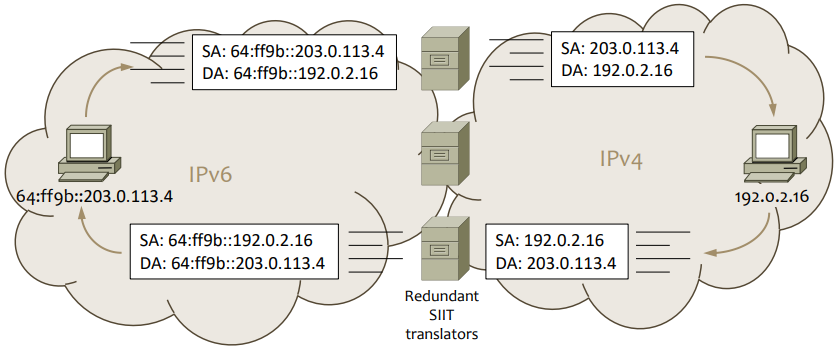 SA: 64:ff9b::203.0.113.4
DA: 64:ff9b::192.0.2.16
SA: 203.0.113.4
DA: 192.0.2.16
IPv6
IPv4
64:ff9b::203.0.113.4
192.0.2.16
SA: 64:ff9b::192.0.2.16
DA: 64:ff9b::203.0.113.4
SA: 192.0.2.16
DA: 203.0.113.4
Redundant
SIIT
translators